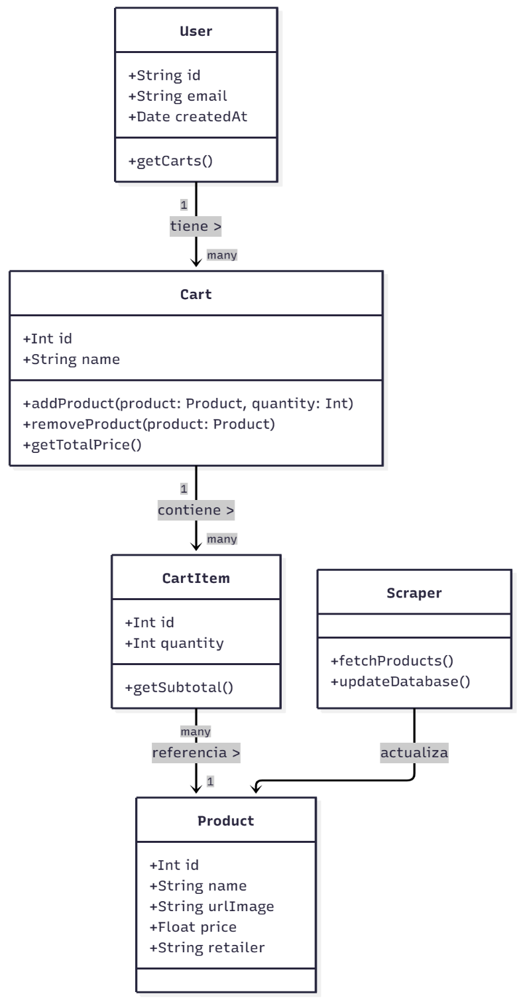 User
+String id
+String email
+Date createdAt
+getCarts()
1
tiene >
many
Cart
+Int id
+String name
+addProduct(product: Product, quantity: Int)
+removeProduct(product: Product)
+getTotalPrice()
1
contiene >
many
CartItem
+Int id
+Int quantity
+getSubtotal()
Scraper
+fetchProducts()
+updateDatabase()
many
referencia >
1
actualiza
Product
+Int id
+String name
+String urlImage
+Float price
+String retailer